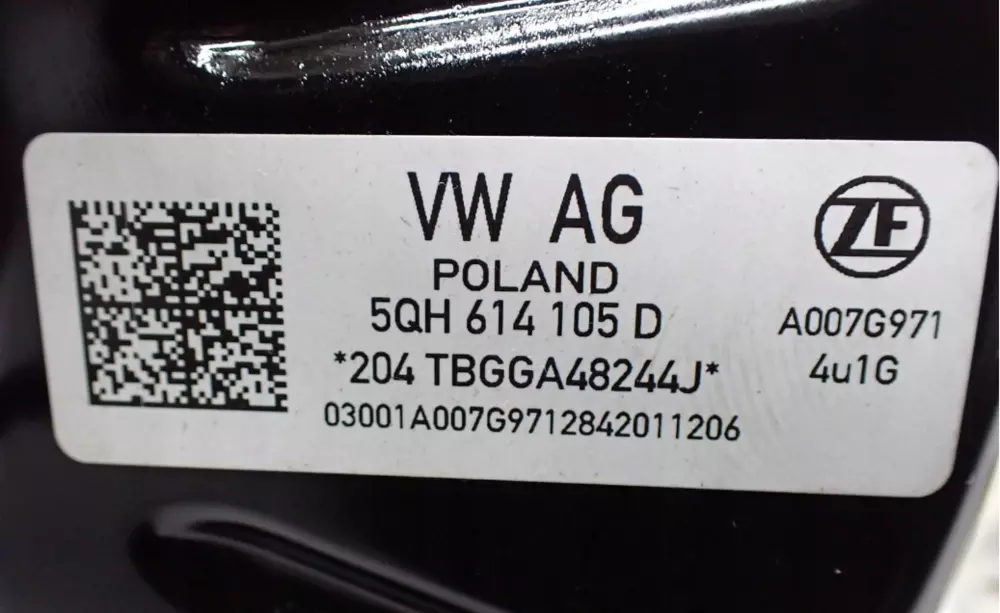 VW AG
POLAND
5QH 614 105 D
*204 TBGGA48244J*
03001A007G9712842011206
ZF
A007G971
4u1G